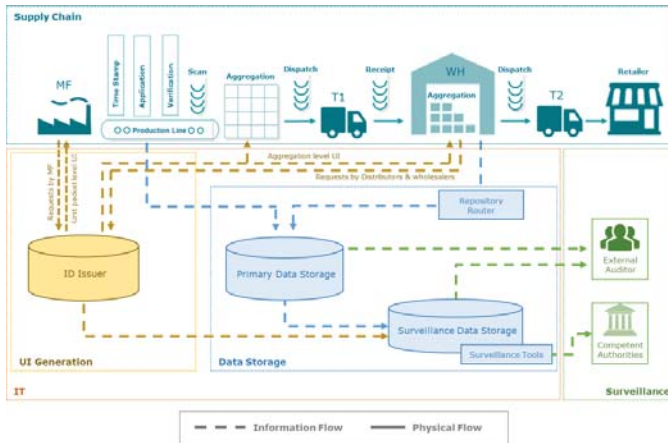 Supply Chain
MF
Time Stamp
Application
Verification
Scan
Aggregation
Dispatch
T1
Receipt
WH
Aggregation
Dispatch
T2
Retailer
Production Line
Requests by MF
Unit packet level UI
Aggregation level UI
Requests by Distributors & wholesalers
Repository
Router
ID Issuer
Primary Data Storage
External
Auditor
Surveillance Data Storage
Surveillance Tools
Competent
Authorities
UI Generation
Data Storage
IT
Surveillance
Information Flow
Physical Flow